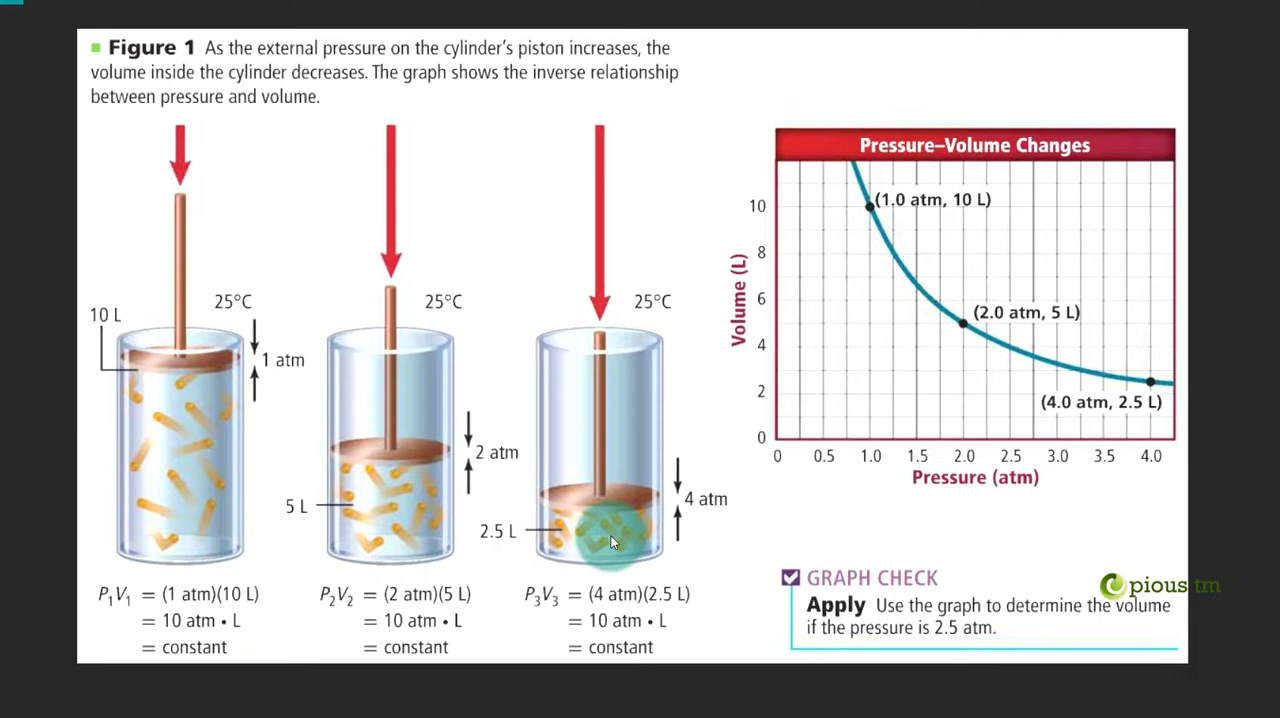 Figure 1 As the external pressure on the cylinder's piston increases, the
volume inside the cylinder decreases. The graph shows the inverse relationship
between pressure and volume.
10 L
25°C
1 atm
P₁V₁ = (1 atm)(10 L)
= 10 atm • L
= constant
25°C
2 atm
5 L
P₂V₂ = (2 atm)(5 L)
= 10 atm • L
= constant
25°C
4 atm
2.5 L
P₃V₃ = (4 atm)(2.5 L)
= 10 atm • L
= constant
Pressure–Volume Changes
Volume (L)
10
8
6
4
2
0
(1.0 atm, 10 L)
(2.0 atm, 5 L)
(4.0 atm, 2.5 L)
0 0.5 1.0 1.5 2.0 2.5 3.0 3.5 4.0
Pressure (atm)
GRAPH CHECK
Apply Use the graph to determine the volume
if the pressure is 2.5 atm.
Copious tm